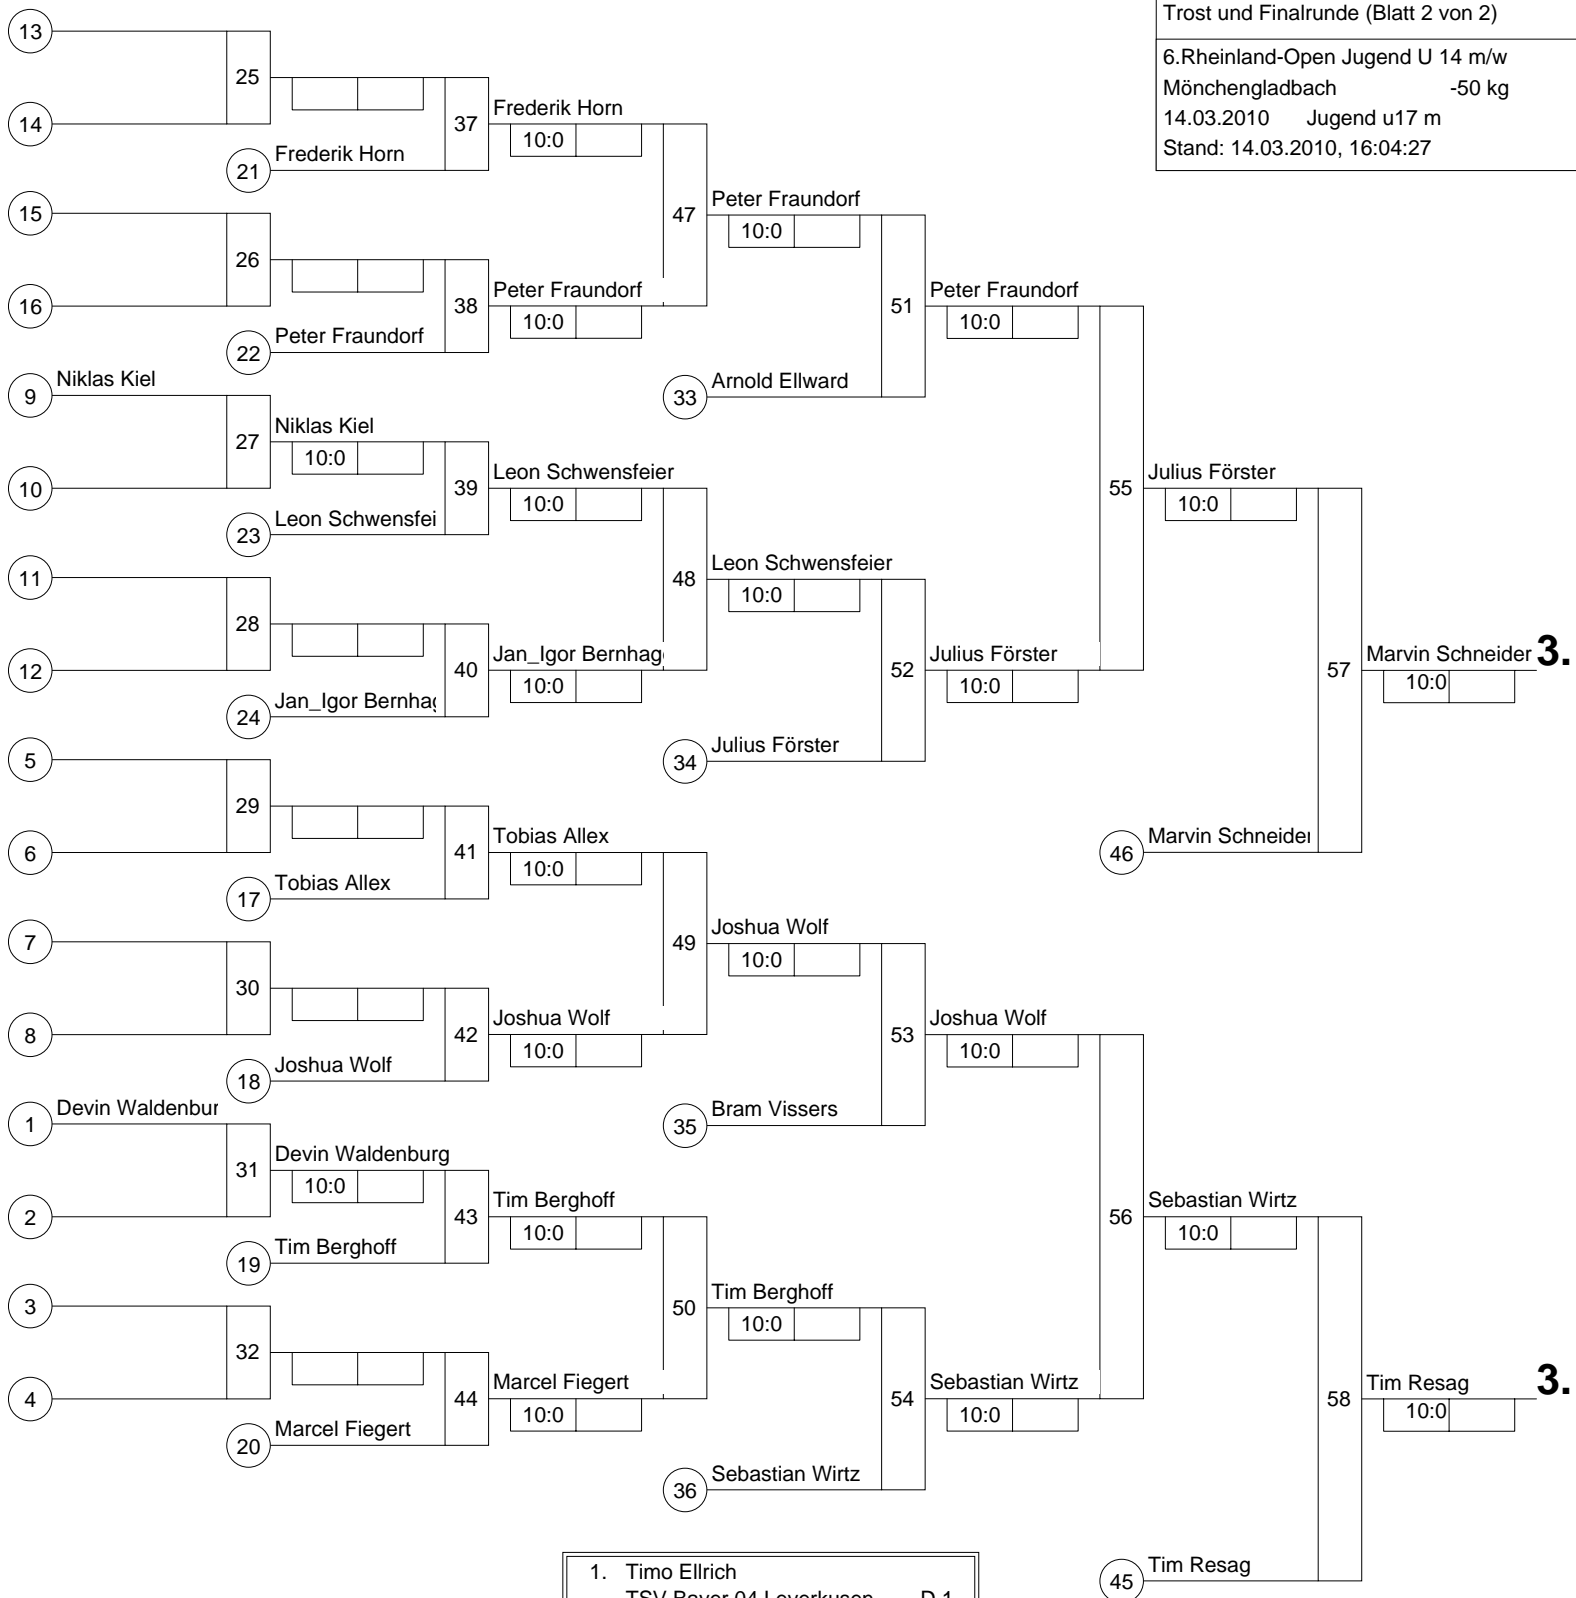 Trost und Finalrunde (Blatt 2 von 2)
6.Rheinland-Open Jugend U 14 m/w
Mönchengladbach -50 kg
14.03.2010 Jugend u17 m
Stand: 14.03.2010, 16:04:27
13
25
14
37
Frederik Horn
10:0
21
Frederik Horn
15
47
Peter Fraundorf
10:0
26
16
38
Peter Fraundorf
10:0
51
Peter Fraundorf
10:0
22
Peter Fraundorf
9
Niklas Kiel
33
Arnold Ellward
27
Niklas Kiel
10:0
10
39
Leon Schwensfeier
10:0
55
Julius Förster
10:0
23
Leon Schwensfei
11
48
Leon Schwensfeier
10:0
28
12
40
Jan_Igor Bernhag
10:0
52
Julius Förster
10:0
57
Marvin Schneider
3.
10:0
24
Jan_Igor Bernha
5
34
Julius Förster
29
6
41
Tobias Allex
10:0
46
Marvin Schneider
17
Tobias Allex
7
49
Joshua Wolf
10:0
30
8
42
Joshua Wolf
10:0
53
Joshua Wolf
10:0
18
Joshua Wolf
1
Devin Waldenbur
35
Bram Vissers
31
Devin Waldenburg
10:0
2
43
Tim Berghoff
10:0
56
Sebastian Wirtz
10:0
19
Tim Berghoff
3
50
Tim Berghoff
10:0
32
4
44
Marcel Fiegert
10:0
54
Sebastian Wirtz
10:0
58
Tim Resag
3.
10:0
20
Marcel Fiegert
36
Sebastian Wirtz
1. Timo Ellrich
TSV Bayer 04 Leverkusen D 1
45
Tim Resag